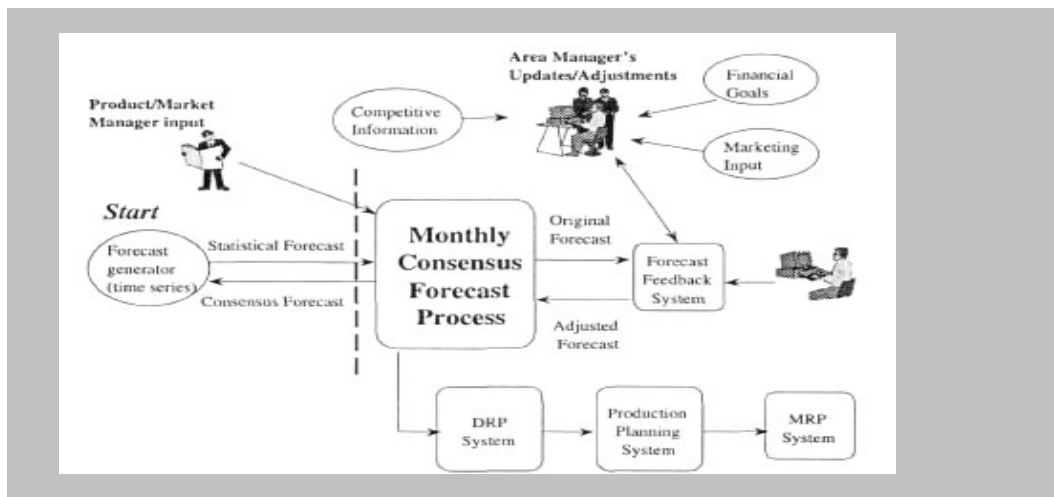 Area Manager's
Updates/Adjustments
Financial
Goals
Product/Market
Manager input
Competitive
Information
Marketing
Input
Start
Forecast
generator
(time series)
Statistical Forecast
Consensus Forecast
Monthly
Consensus
Forecast
Process
Original
Forecast
Forecast
Feedback
System
Adjusted
Forecast
DRP
System
Production
Planning
System
MRP
System